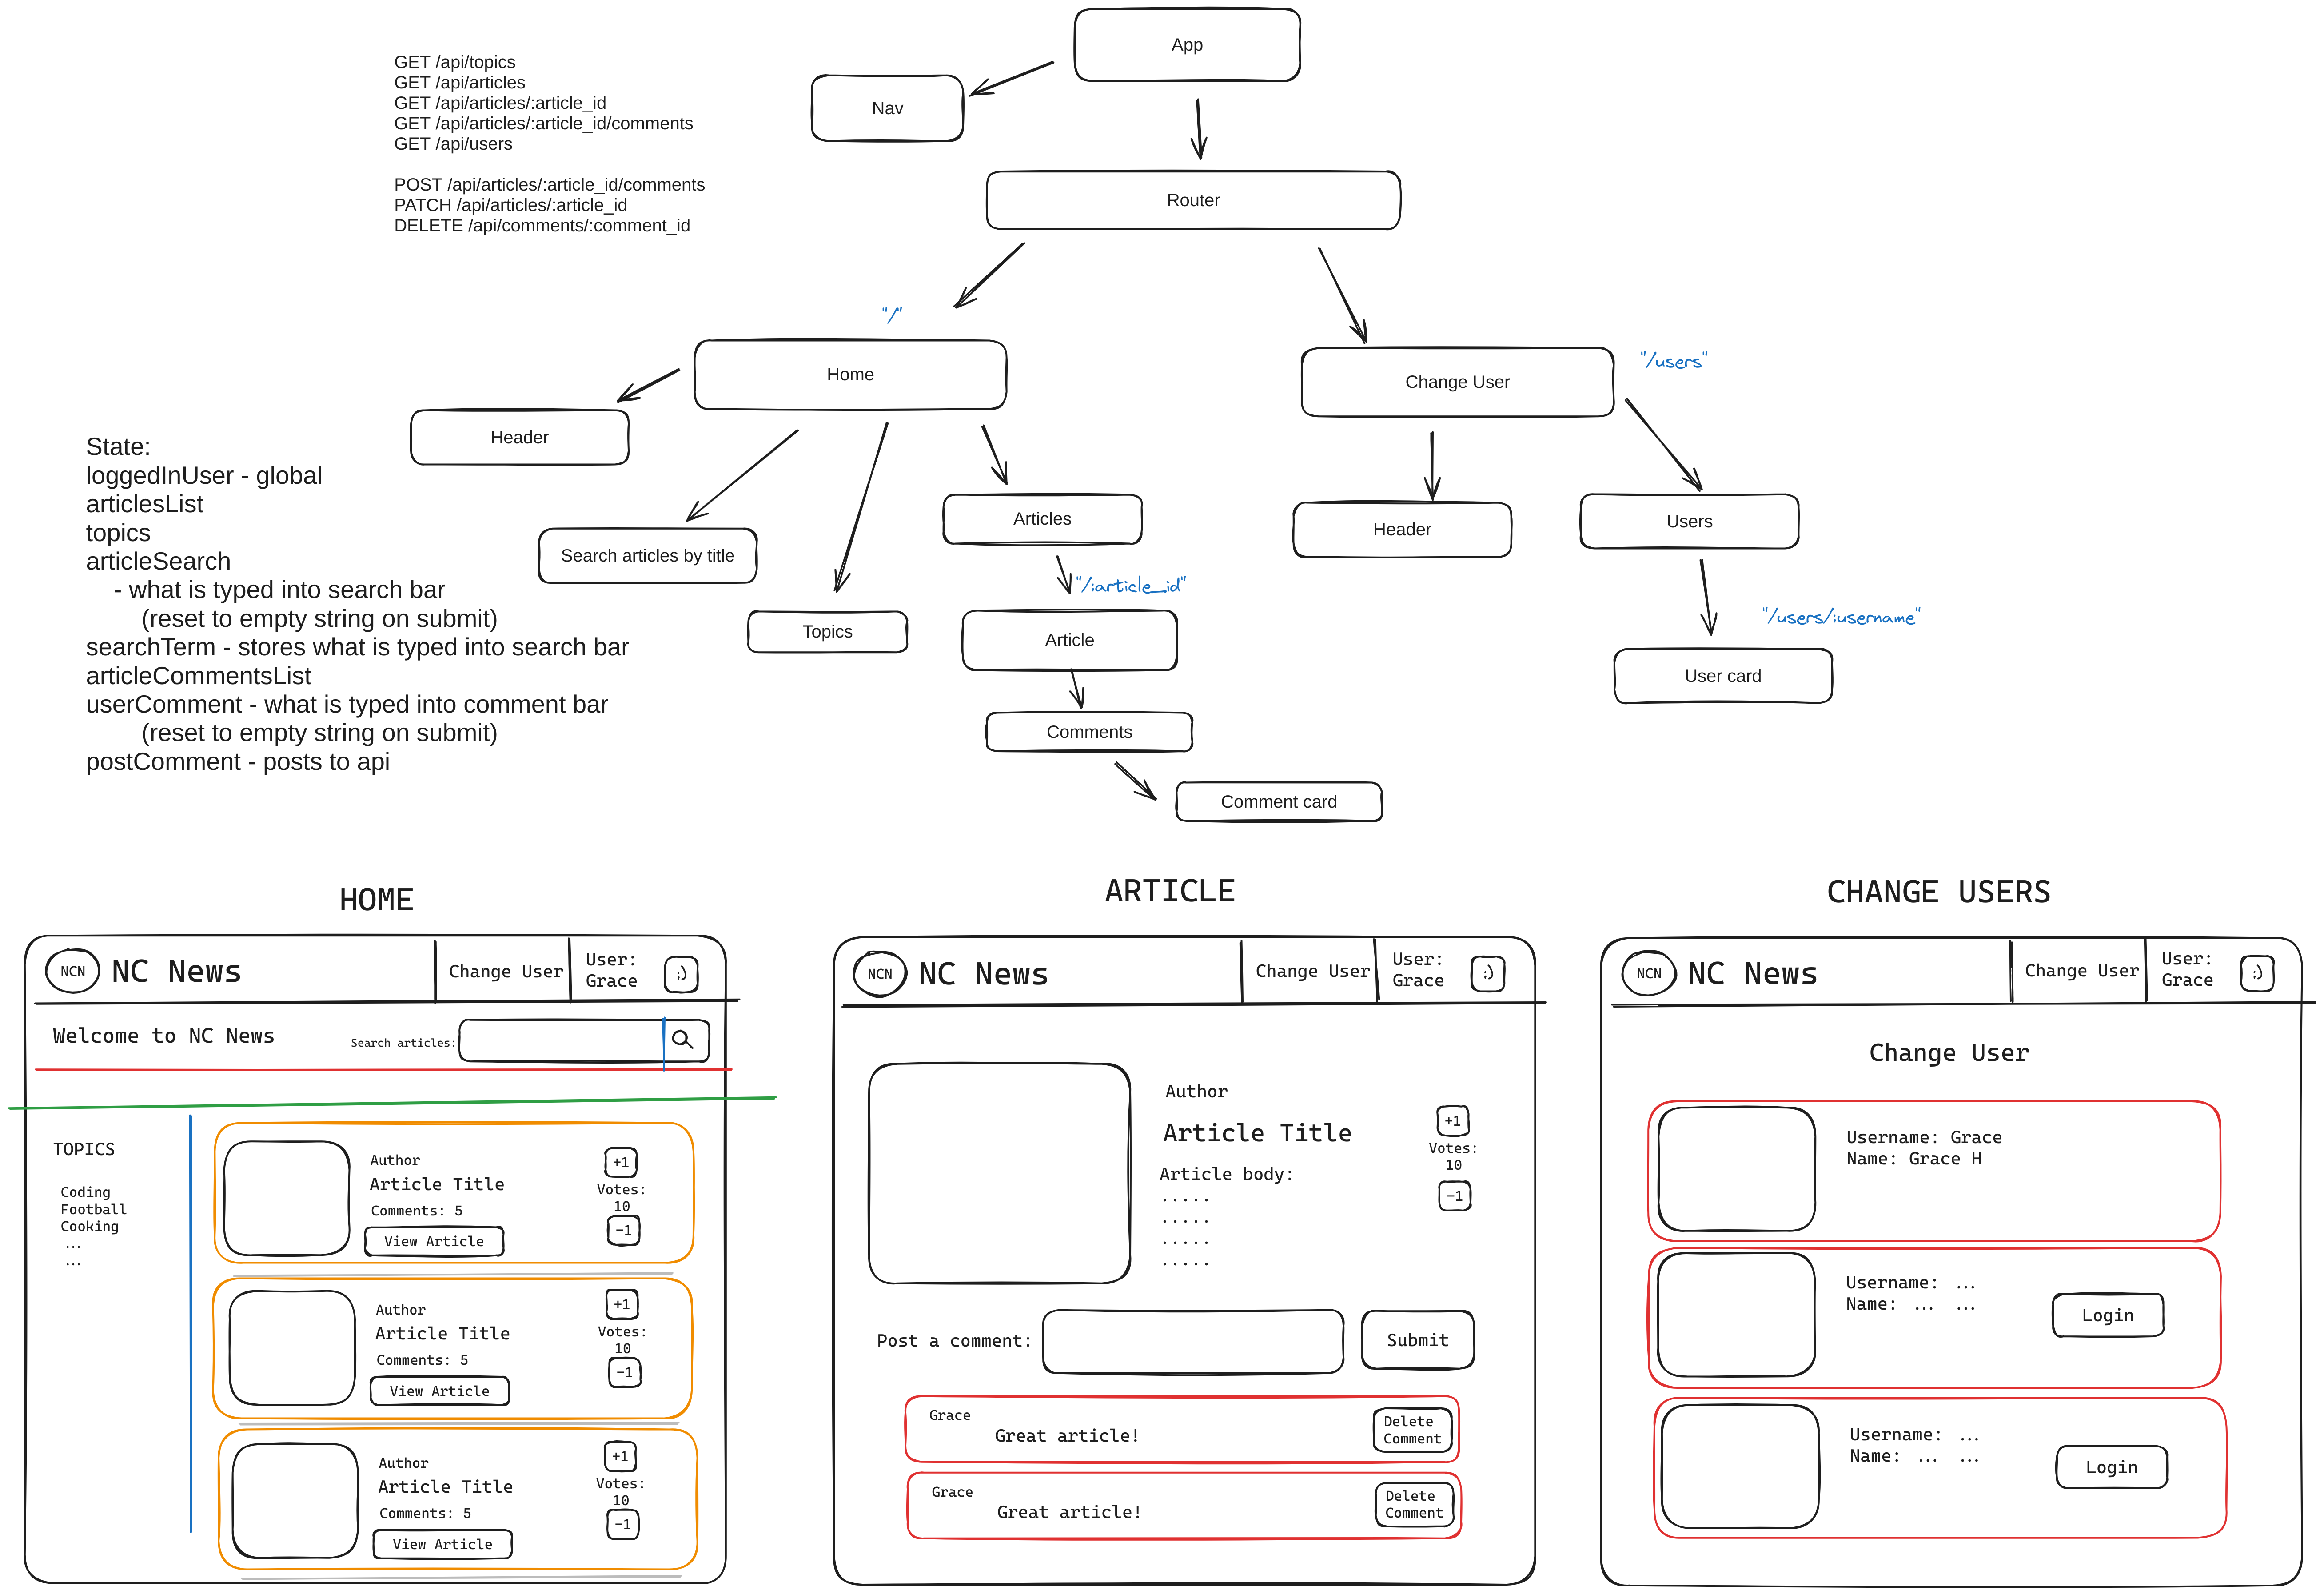 App
GET /api/topics
GET /api/articles
GET /api/articles/:article_id
GET /api/articles/:article_id/comments
GET /api/users
POST /api/articles/:article_id/comments
PATCH /api/articles/:article_id
DELETE /api/comments/:comment_id
Nav
Router
"/"
Home
Change User
"/users"
Header
Search articles by title
Topics
Articles
"/:article_id"
Article
Comments
Comment card
Header
Users
"/users/:username"
User card
State:
loggedInUser - global
articlesList
topics
articleSearch
- what is typed into search bar
(reset to empty string on submit)
searchTerm - stores what is typed into search bar
articleCommentsList
userComment - what is typed into comment bar
(reset to empty string on submit)
postComment - posts to api
HOME
NCN
NC News
Change User
User:
Grace
:)
Welcome to NC News
Search articles:
TOPICS
Coding
Football
Cooking
...
...
Author
Article Title
Comments: 5
View Article
+1
Votes:
10
-1
Author
Article Title
Comments: 5
View Article
+1
Votes:
10
-1
Author
Article Title
Comments: 5
View Article
+1
Votes:
10
-1
ARTICLE
NCN
NC News
Change User
User:
Grace
:)
Author
Article Title
Article body:
.....
.....
.....
.....
+1
Votes:
10
-1
Post a comment:
Submit
Grace
Great article!
Delete
Comment
Grace
Great article!
Delete
Comment
CHANGE USERS
NCN
NC News
Change User
User:
Grace
:)
Change User
Username: Grace
Name: Grace H
Username: ...
Name: ... ...
Login
Username: ...
Name: ... ...
Login